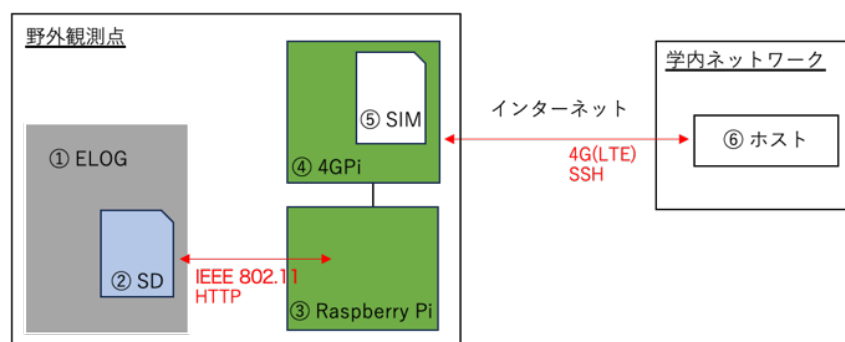 野外観測点
① ELOG
② SD
IEEE 802.11
HTTP
⑤ SIM
④ 4GPi
③ Raspberry Pi
インターネット
4G(LTE)
SSH
学内ネットワーク
⑥ ホスト